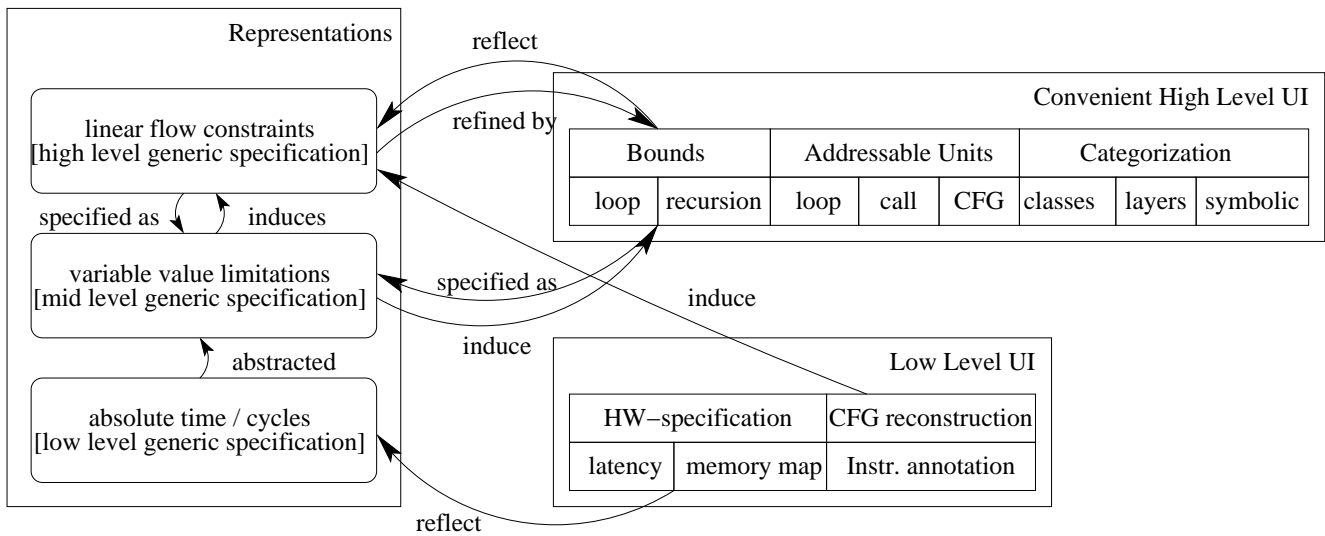 Representations
linear flow constraints
[high level generic specification]
specified as
induces
variable value limitations
[mid level generic specification]
abstracted
absolute time / cycles
[low level generic specification]
reflect
refined by
specified as
induce
induce
reflect
Convenient High Level UI
Bounds
Addressable Units
Categorization
loop
recursion
loop
call
CFG
classes
layers
symbolic
Low Level UI
HW−specification
CFG reconstruction
latency
memory map
Instr. annotation